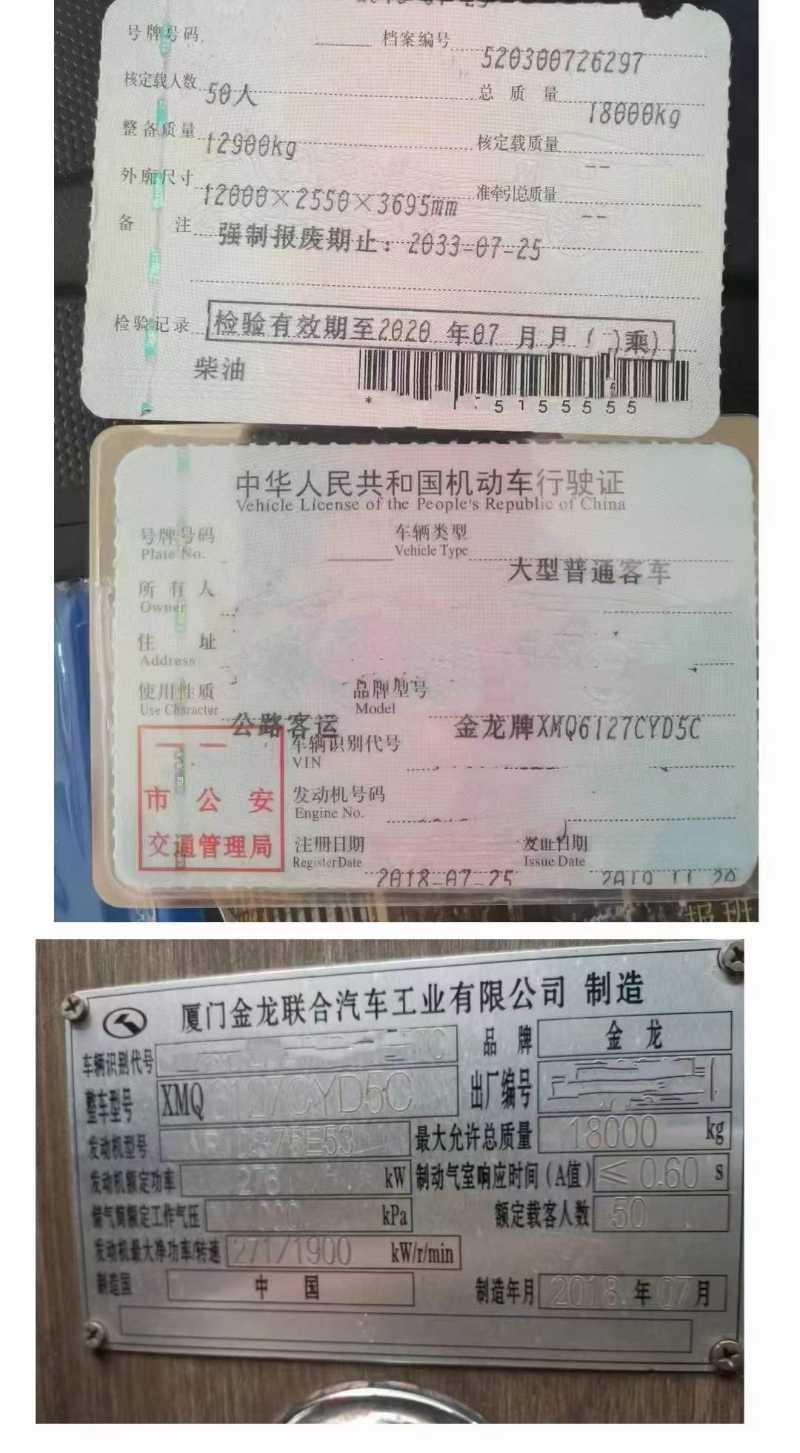 号牌号码 档案编号 520300726297
核定载人数 50人 总质量 18000kg
整备质量 12900kg 核定载质量 --
外廓尺寸 12000×2550×3695mm 准牵引总质量 --
备注 强制报废期止：2033-07-25
检验记录 检验有效期至2020 年07 月
柴油
5155555
中华人民共和国机动车行驶证
Vehicle License of the People's Republic of China
号牌号码 车辆类型
Plate No. Vehicle Type 大型普通客车
所有人
Owner
住址
Address
使用性质 品牌型号
Use Character 公路客运 Model 金龙牌XMQ6127CYD5C
车辆识别代号
VIN
市公安
交通管理局
发动机号码
Engine No.
注册日期 发证日期
Register Date 2018-07-25 Issue Date
厦门金龙联合汽车工业有限公司 制造
车辆识别代号 品牌 金龙
整车型号 XMQ6127CYD5C 出厂编号
发动机型号 最大允许总质量 18000 kg
发动机额定功率 276 kW 制动气室响应时间（A值） ≤ 0.60 s
储气筒额定工作气压 kPa 额定载客人数 50
发动机最大净功率/转速 271/1900 kW/r/min
制造国 中国 制造年月 2018 年 07 月